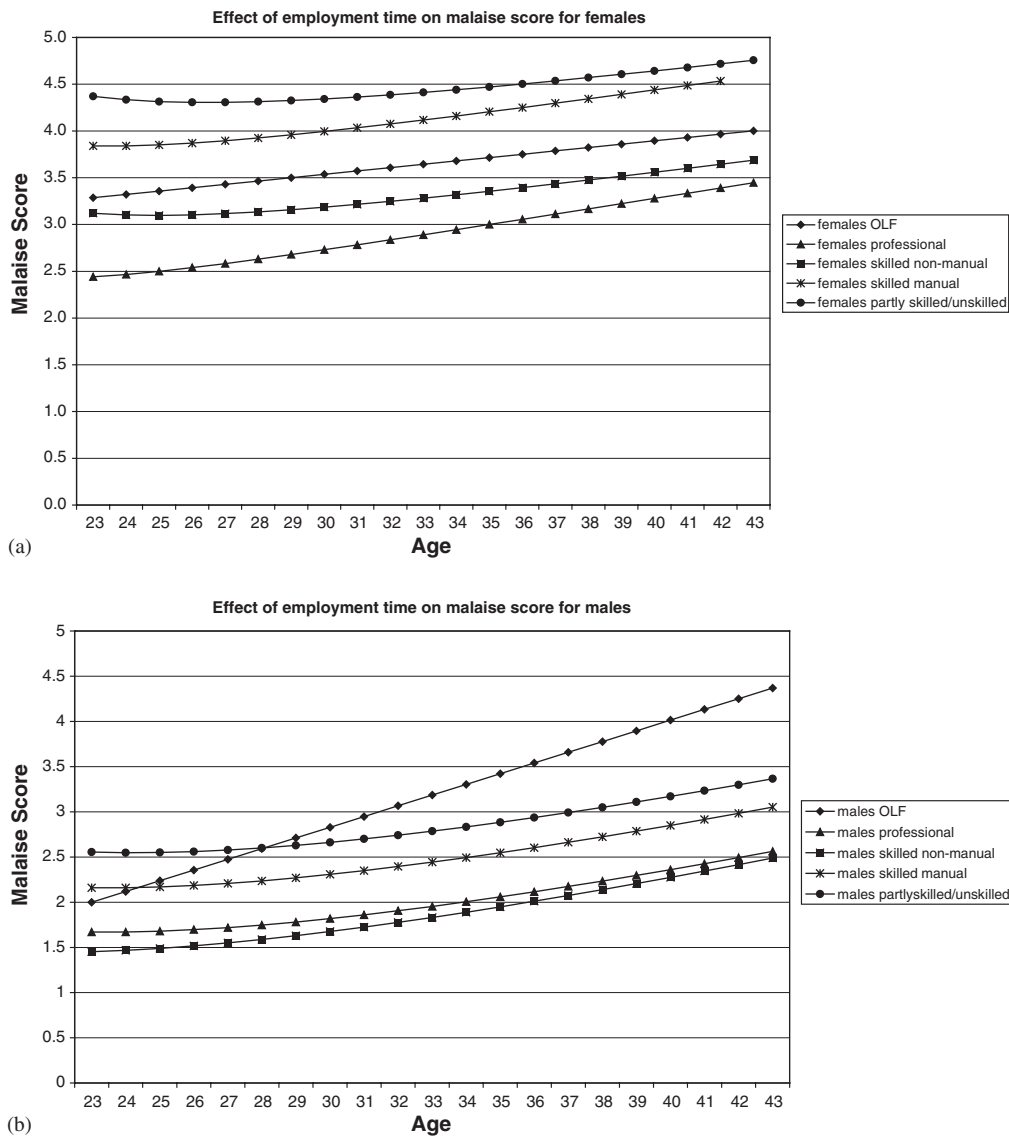 Effect of employment time on malaise score for females
5.0
4.5
4.0
3.5
3.0
2.5
2.0
1.5
1.0
0.5
0.0
Malaise Score
23 24 25 26 27 28 29 30 31 32 33 34 35 36 37 38 39 40 41 42 43
Age
females OLF
females professional
females skilled non-manual
females skilled manual
females partly skilled/unskilled
(a)
Effect of employment time on malaise score for males
5
4.5
4
3.5
3
2.5
2
1.5
1
0.5
0
Malaise Score
23 24 25 26 27 28 29 30 31 32 33 34 35 36 37 38 39 40 41 42 43
Age
males OLF
males professional
males skilled non-manual
males skilled manual
males partlyskilled/unskilled
(b)